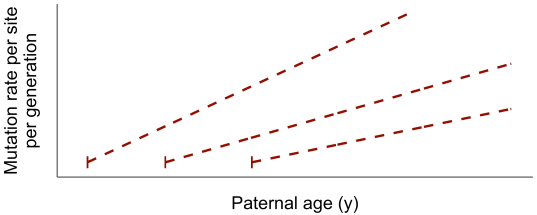 Mutation rate per site
per generation
Paternal age (y)